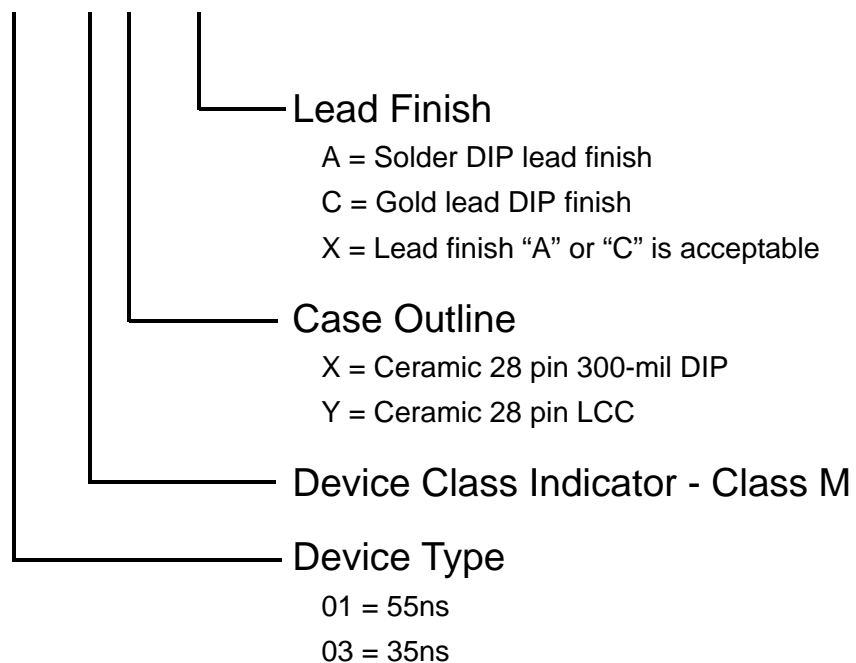 Lead Finish
A = Solder DIP lead finish
C = Gold lead DIP finish
X = Lead finish “A” or “C” is acceptable
Case Outline
X = Ceramic 28 pin 300-mil DIP
Y = Ceramic 28 pin LCC
Device Class Indicator - Class M
Device Type
01 = 55ns
03 = 35ns